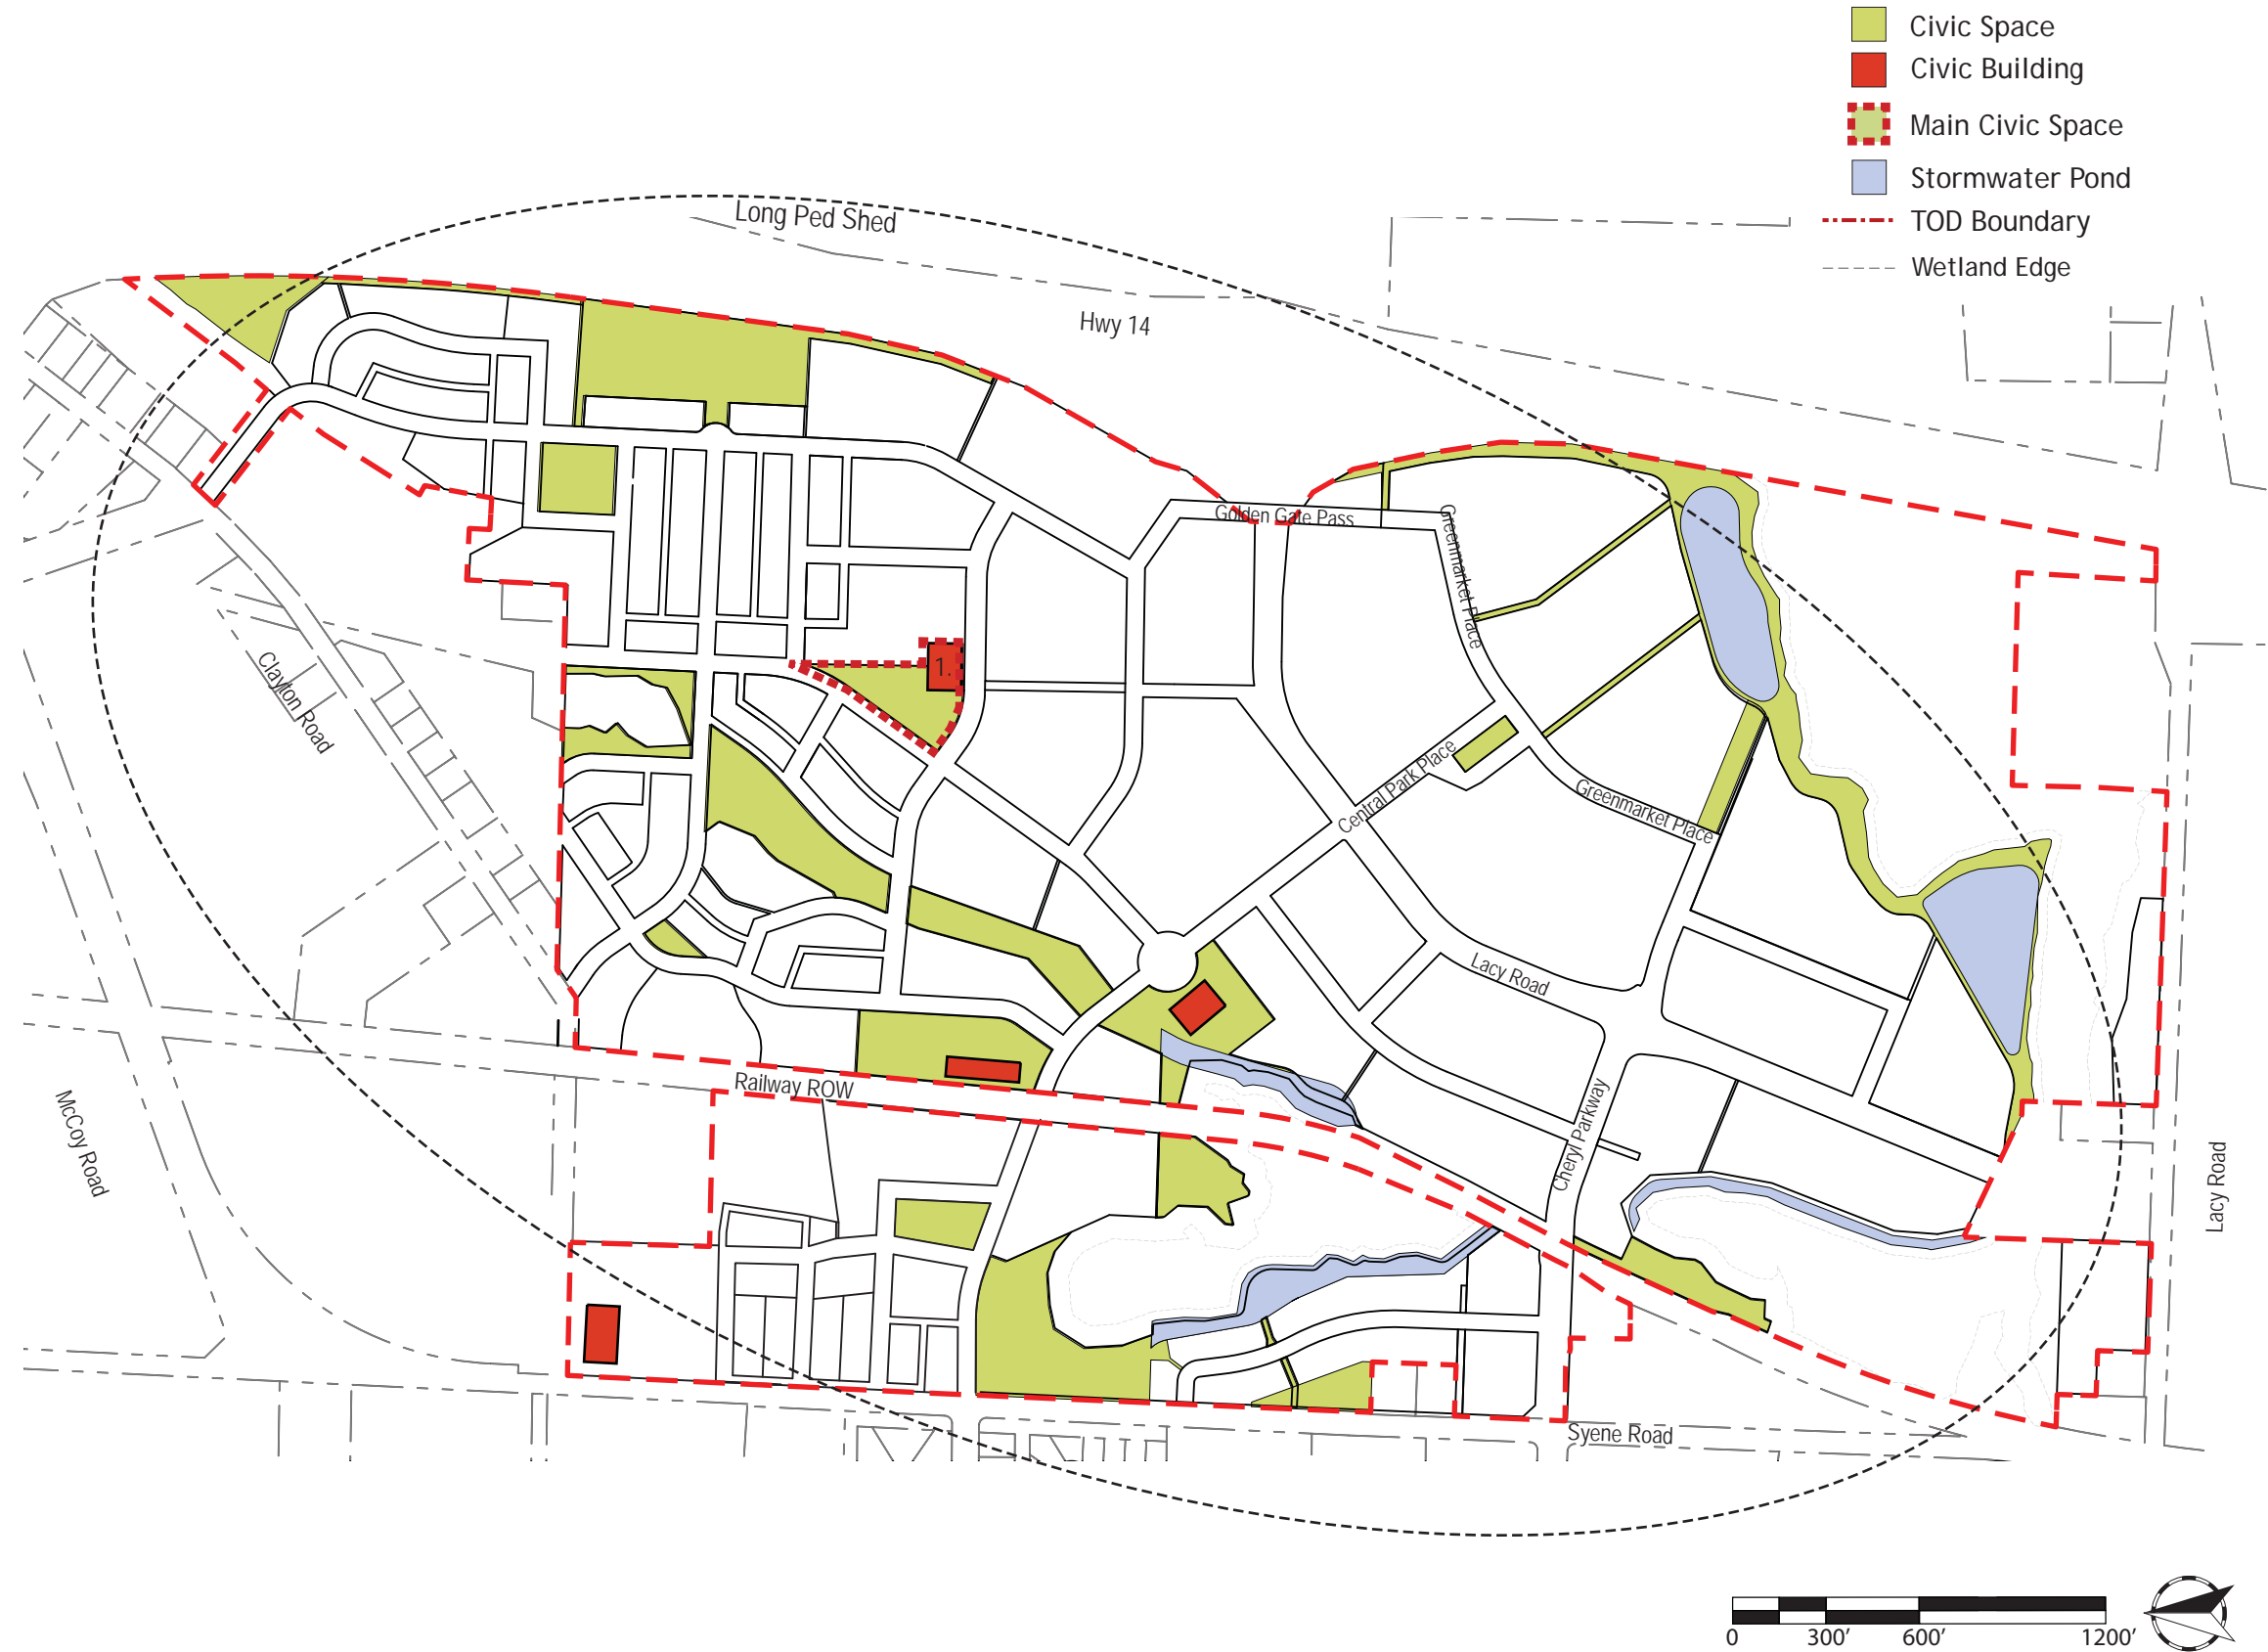 Civic Space
Civic Building
Main Civic Space
Stormwater Pond
TOD Boundary
Wetland Edge
Long Ped Shed
Hwy 14
Golden Gate Pass
Greenmarket Place
1.
Clayton Road
Central Park Place
Greenmarket Place
Lacy Road
Railway ROW
McCoy Road
Cheryl Parkway
Lacy Road
Syene Road
0 300' 600' 1200'